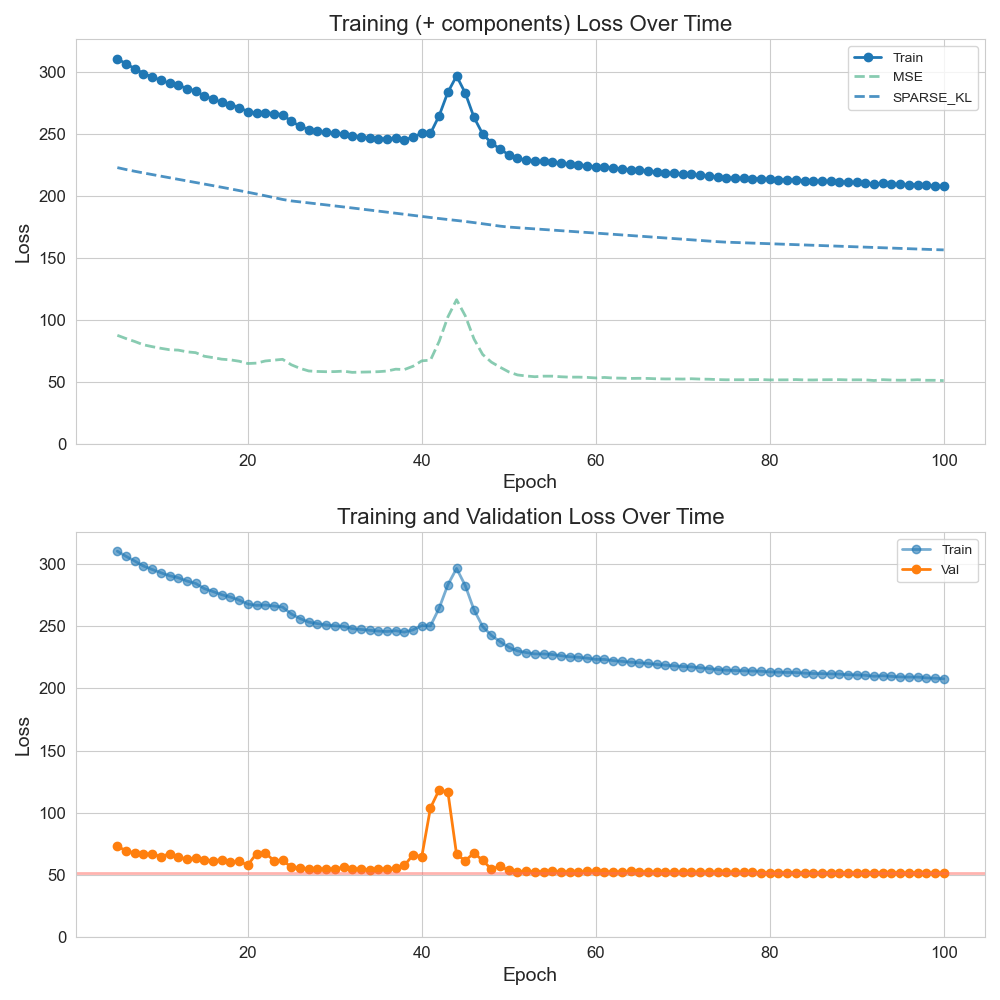 Training (+ components) Loss Over Time
Train
MSE
SPARSE_KL
Loss
300
250
200
150
100
50
0
20 40 60 80 100
Epoch
Training and Validation Loss Over Time
Train
Val
Loss
300
250
200
150
100
50
0
20 40 60 80 100
Epoch